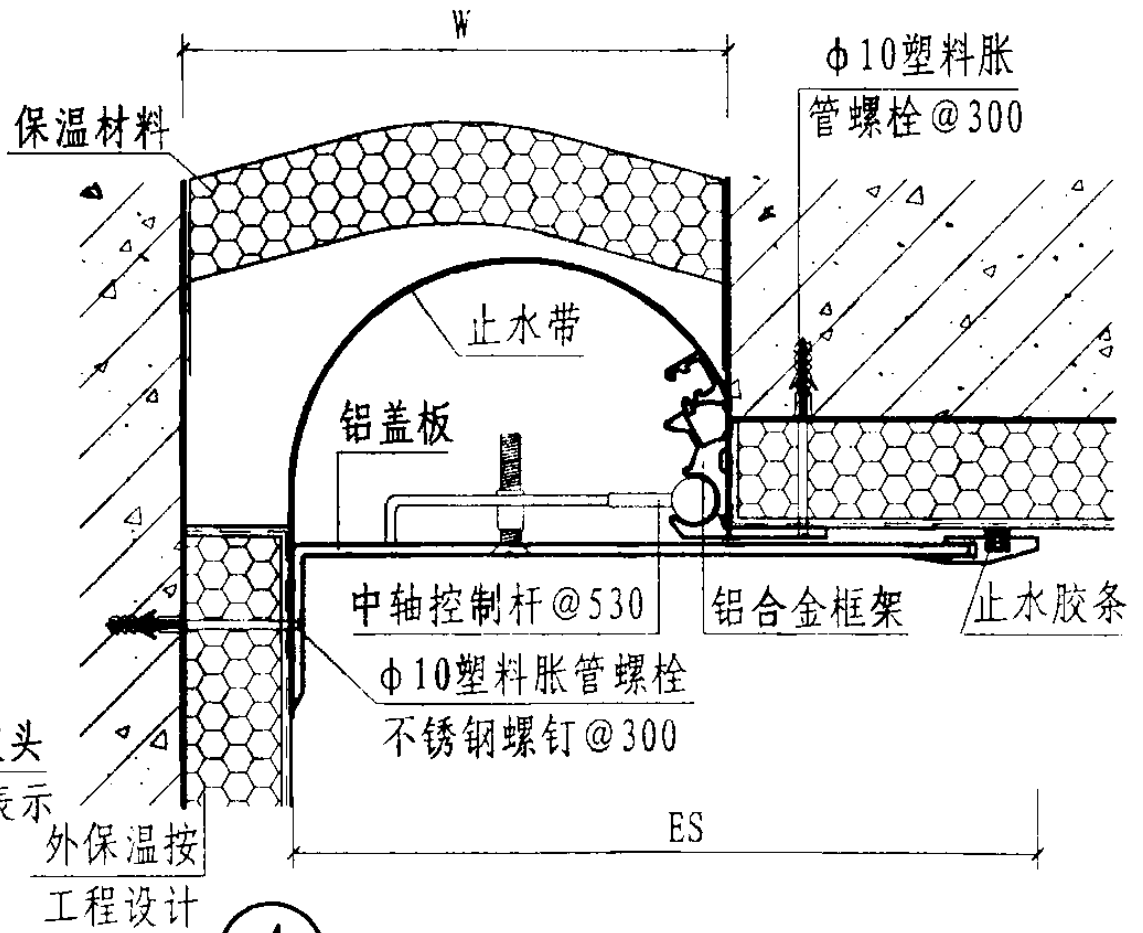 W
φ10塑料胀
管螺栓@300
保温材料
止水带
铝盖板
中轴控制杆@530
铝合金框架
止水胶条
φ10塑料胀管螺栓
不锈钢螺钉@300
头
表示
ES
外保温按
工程设计